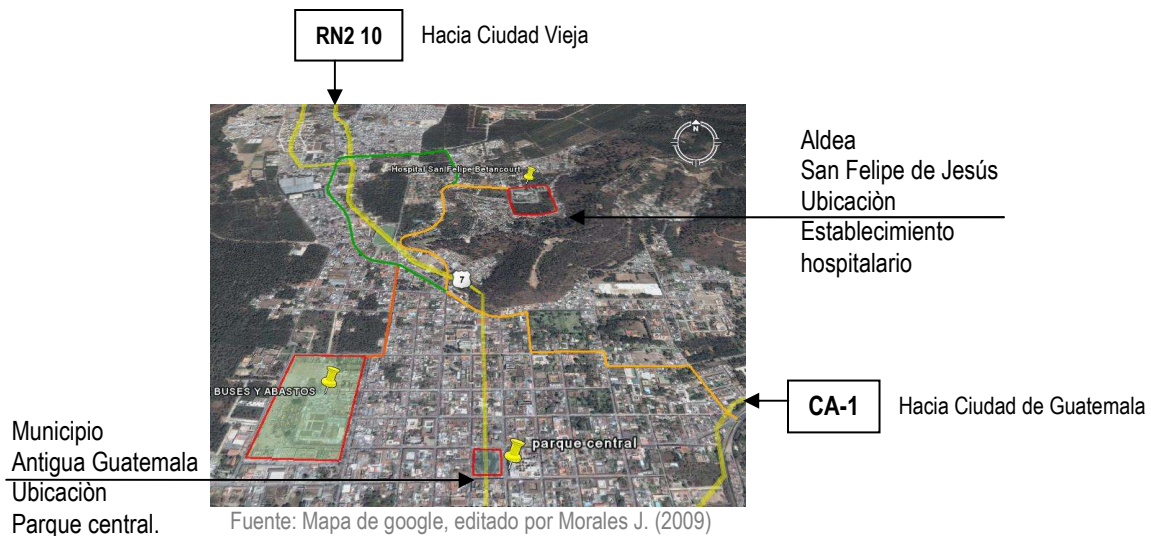 RN2 10
Hacia Ciudad Vieja
N
Hospital San Felipe Betancourt
Aldea
San Felipe de Jesús
Ubicaciòn
Establecimiento
hospitalario
7
BUSES Y ABASTOS
CA-1
Hacia Ciudad de Guatemala
parque central
Municipio
Antigua Guatemala
Ubicaciòn
Parque central.
Fuente: Mapa de google, editado por Morales J. (2009)